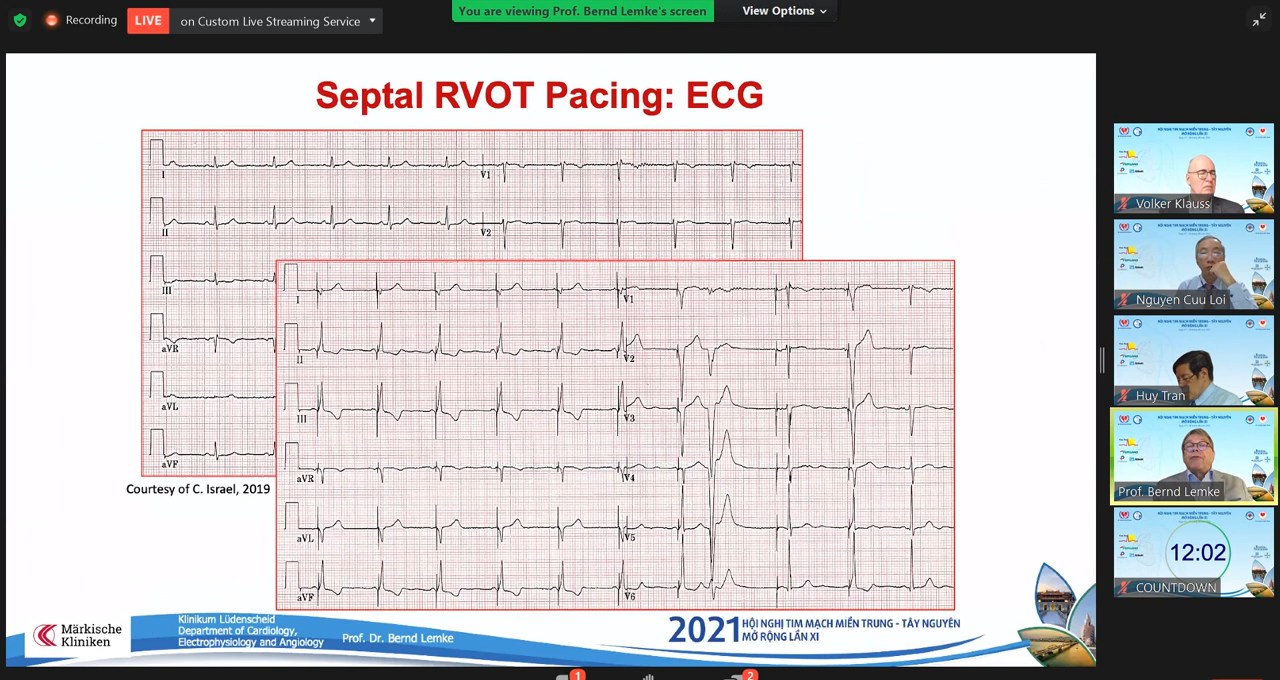 Recording
LIVE
on Custom Live Streaming Service
You are viewing Prof. Bernd Lemke's screen
View Options
Septal RVOT Pacing: ECG
I
V1
II
V2
III
aVR
aVL
aVF
I
V1
II
V2
III
V3
aVR
V4
aVL
V5
aVF
V6
Courtesy of C. Israel, 2019
Märkische
Kliniken
Klinikum Lüdenscheid
Department of Cardiology,
Electrophysiology and Angiology
Prof. Dr. Bernd Lemke
2021 HỘI NGHỊ TIM MẠCH MIỀN TRUNG - TÂY NGUYÊN
MỞ RỘNG LẦN XI
Volker Klauss
Nguyen Cuu Loi
Huy Tran
Prof. Bernd Lemke
12:02
COUNTDOWN
1
2